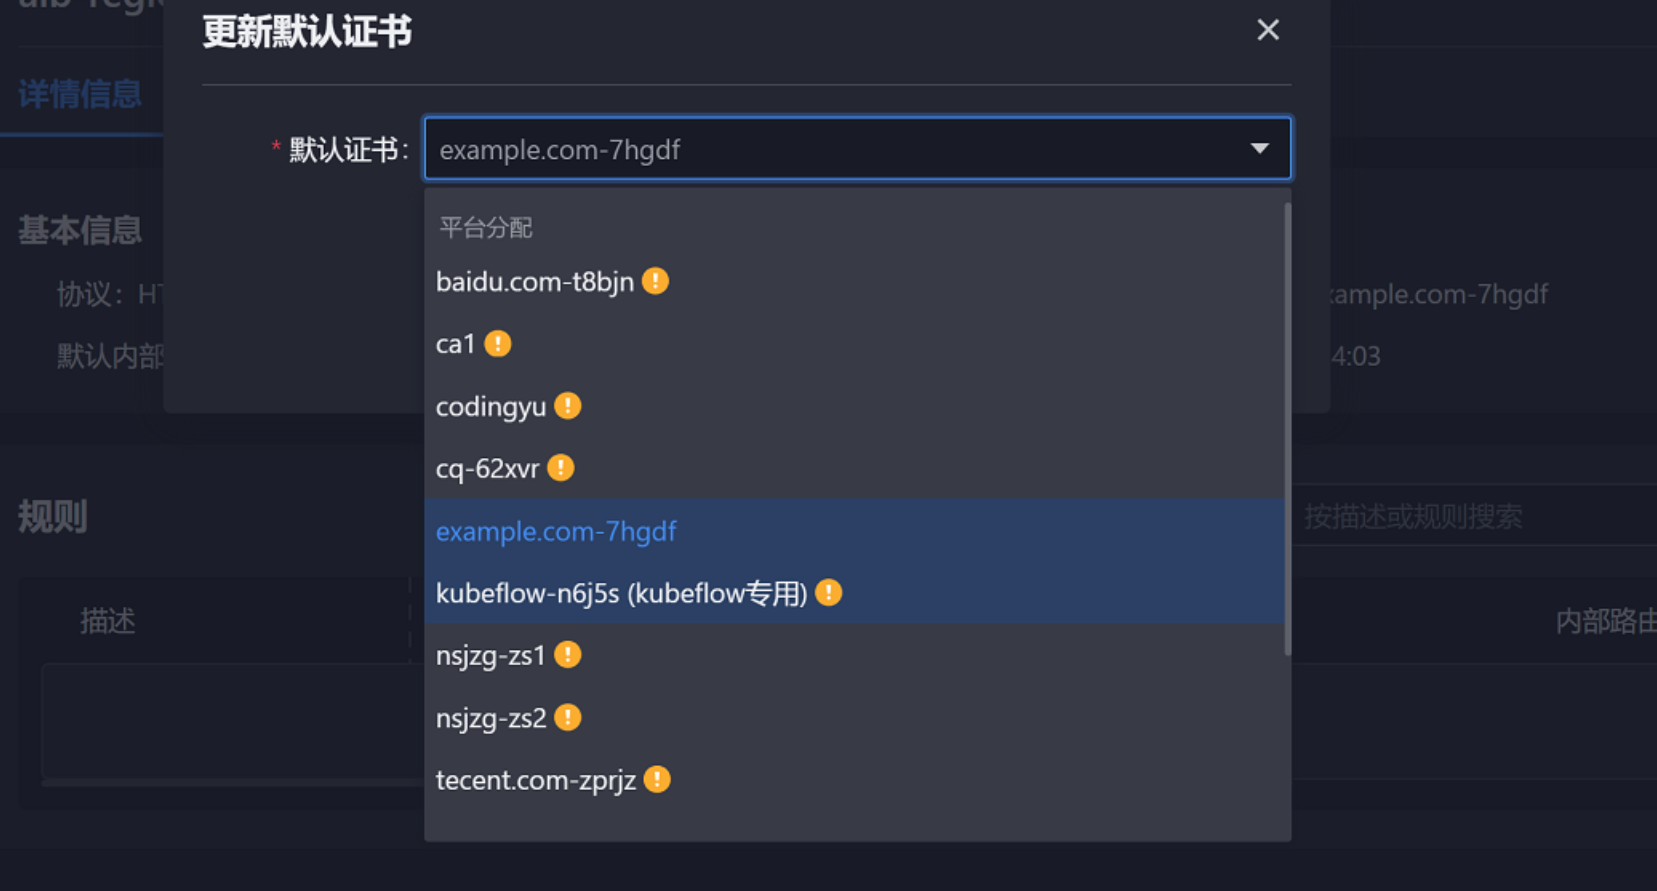 更新默认证书
详情信息
* 默认证书:
example.com-7hgdf
平台分配
基本信息
baidu.com-t8bjn
协议:
ample.com-7hgdf
ca1
默认内部
4:03
codingyu
cq-62xvr
规则
example.com-7hgdf
按描述或规则搜索
kubeflow-n6j5s (kubeflow专用)
描述
内部路由
nsjzg-zs1
nsjzg-zs2
tecent.com-zprjz